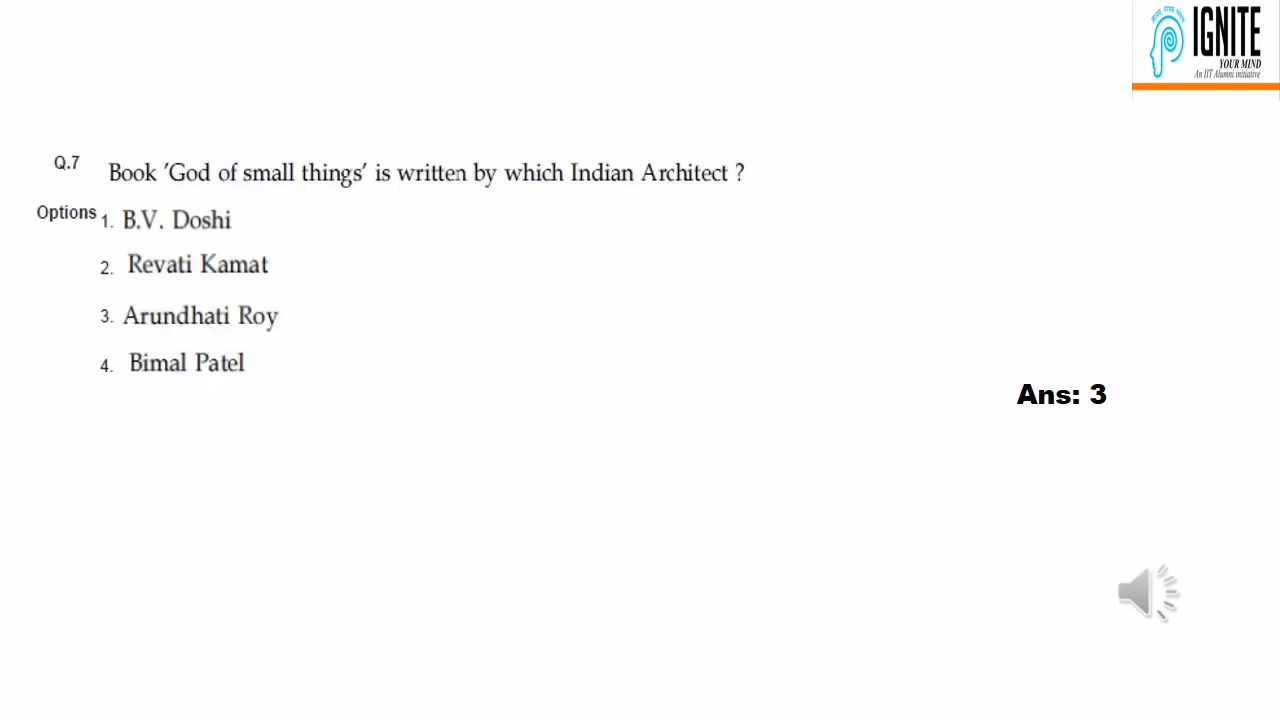 IGNITE
YOUR MIND
An IIT Alumni initiative
Q.7 Book 'God of small things' is written by which Indian Architect ?
Options 1. B.V. Doshi
2. Revati Kamat
3. Arundhati Roy
4. Bimal Patel
Ans: 3